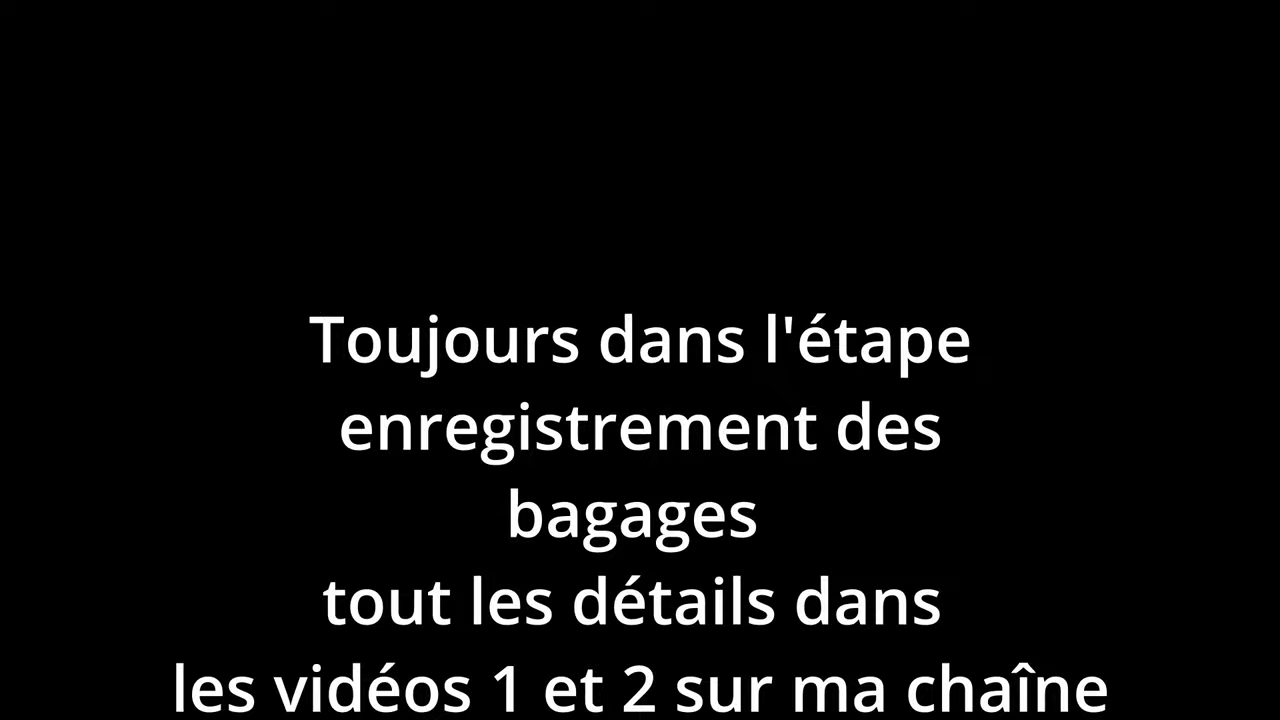 Toujours dans l'étape
enregistrement des
bagages
tout les détails dans
les vidéos 1 et 2 sur ma chaîne